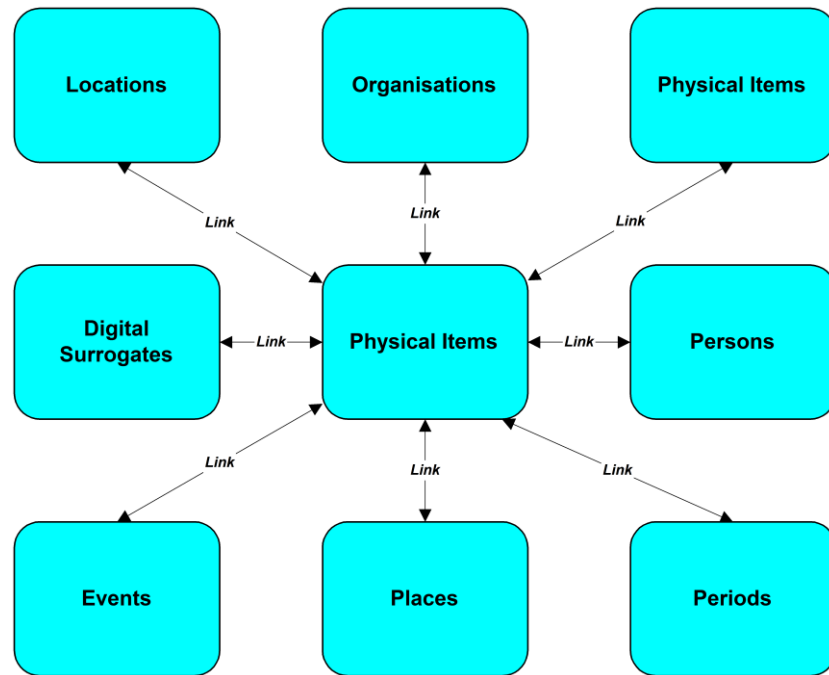 Locations
Organisations
Physical Items
Link
Link
Link
Digital
Surrogates
Link
Physical Items
Link
Persons
Link
Link
Link
Events
Places
Periods